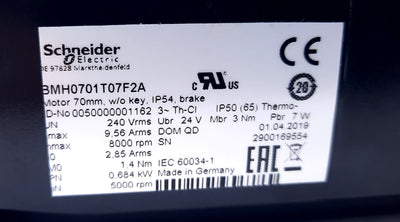 Schneider
Electric
DE 97828 Marktheidenfeld
BMH0701T07F2A
Motor 70mm, w/o key, IP54, brake
ID-No 0050000001162 3~ Th-Cl IP50 (65) Thermo-
UN 240 Vrms Ubr 24 V Mbr 3 Nm Pbr 7 W
Imax 9,56 Arms DOM QD 01.04.2019
nmax 8000 rpm SN 2900169554
I0 2,85 Arms
M0 1.4 Nm IEC 60034-1
PN 0,684 kW Made in Germany
nN 5000 rpm
c RU us
CE
20
EAC